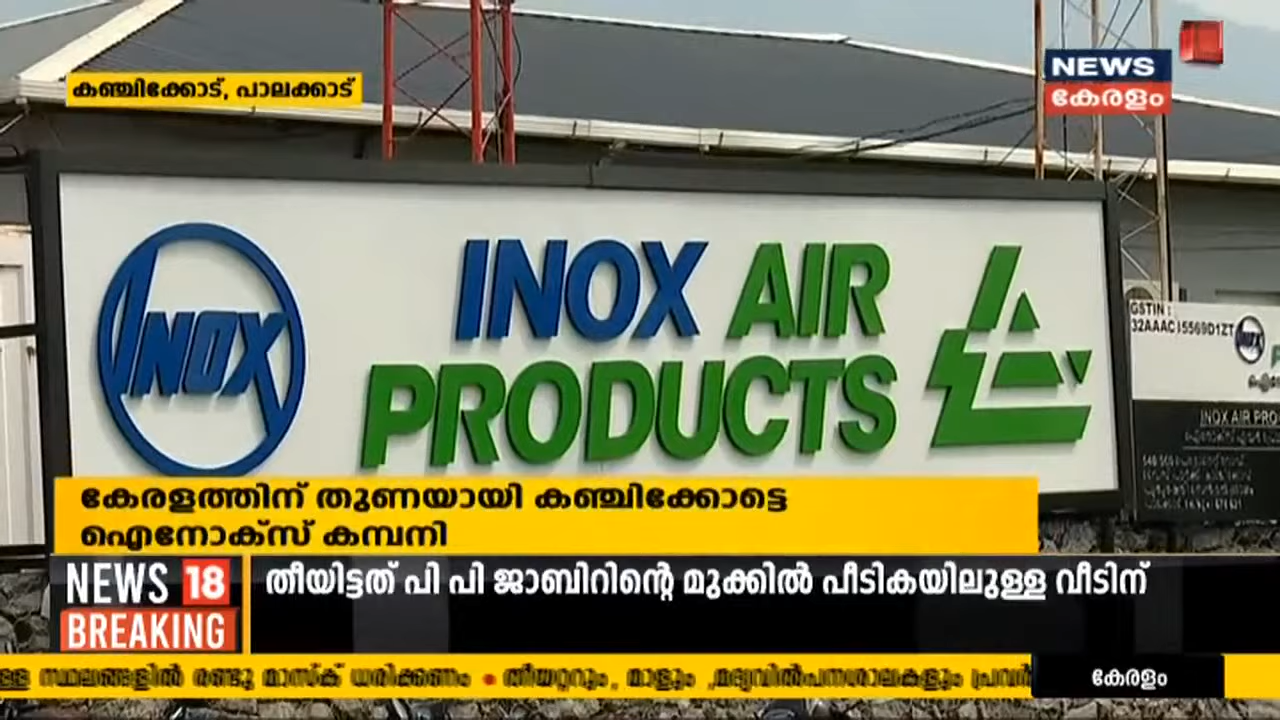 കഞ്ചിക്കോട്, പാലക്കാട്
NEWS
കേരളം
INOX
INOX AIR
PRODUCTS
GSTIN :
INOX AIR PRO
കേരളത്തിന് തുണയായി കഞ്ചിക്കോട്ടെ
ഐനോക്സ് കമ്പനി
NEWS 18
BREAKING
തീയിട്ടത് പി പി ജാബിറിന്റെ മുക്കിൽ പീടികയിലുള്ള വീടിന്
സ്ഥലങ്ങളിൽ രണ്ടു മാസ്ക് ധരിക്കണം • തീയറ്ററും, മാളും ,മദ്യവിൽപനശാലകളും പ്രവർ
കേരളം